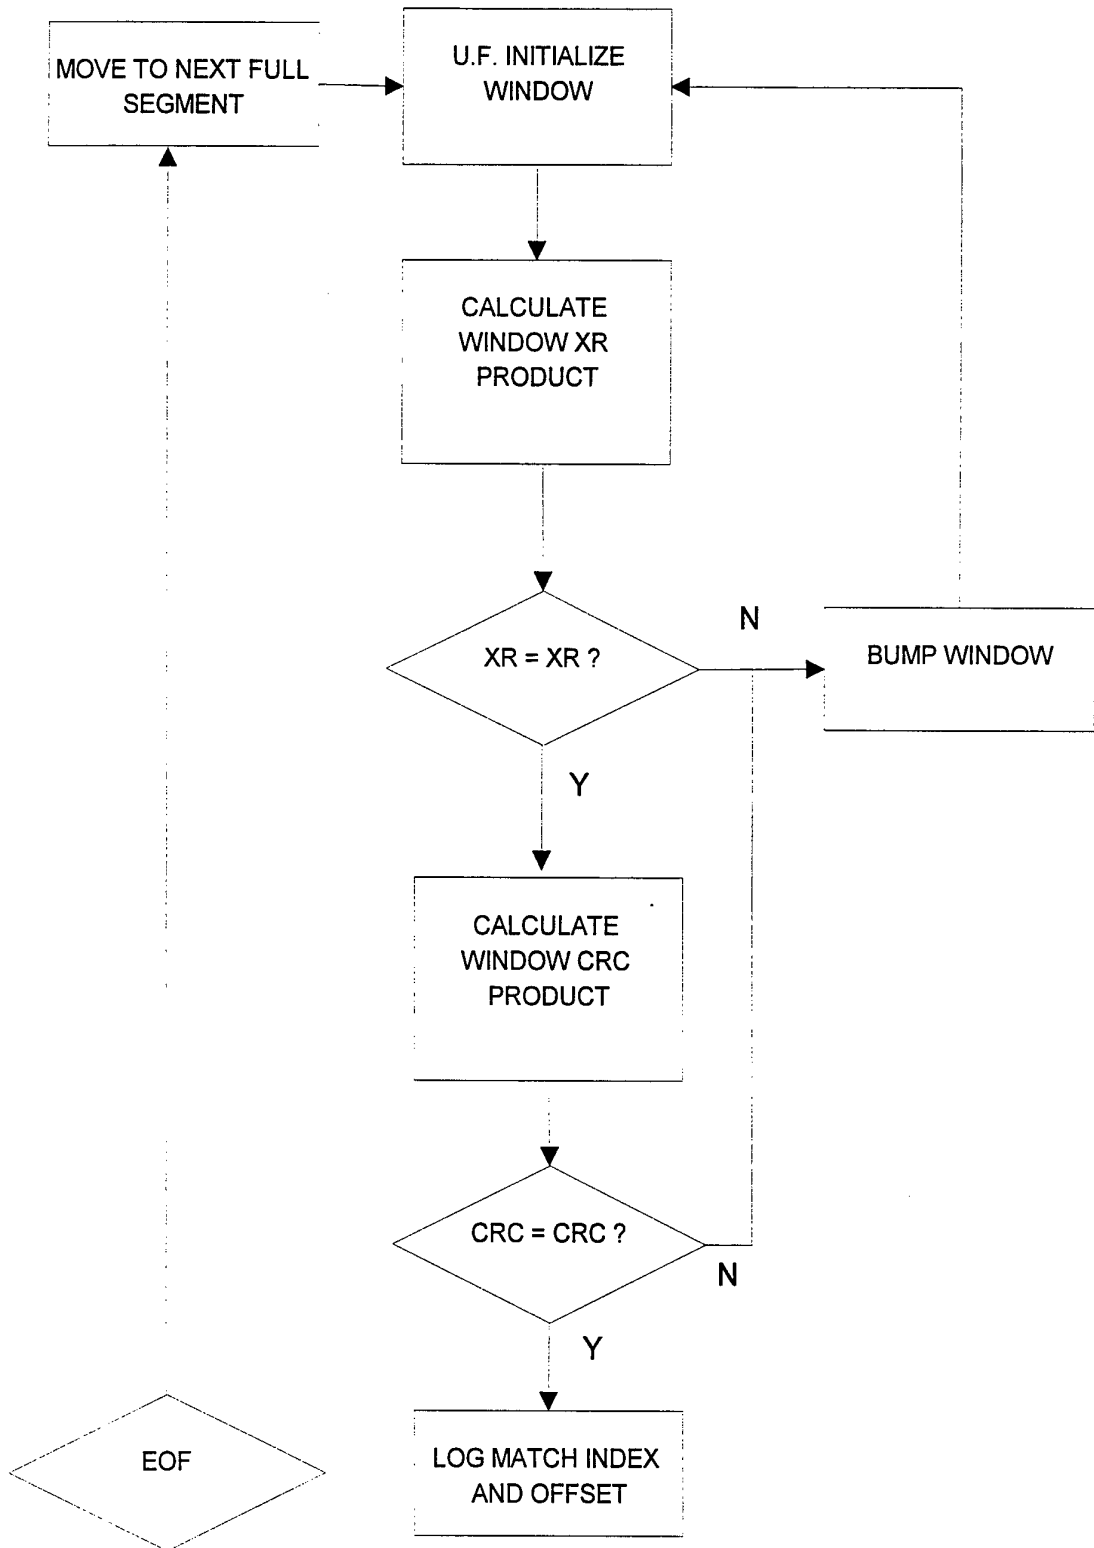 MOVE TO NEXT FULL
SEGMENT
U.F. INITIALIZE
WINDOW
CALCULATE
WINDOW XR
PRODUCT
XR = XR ?
N
BUMP WINDOW
Y
CALCULATE
WINDOW CRC
PRODUCT
CRC = CRC ?
N
Y
EOF
LOG MATCH INDEX
AND OFFSET